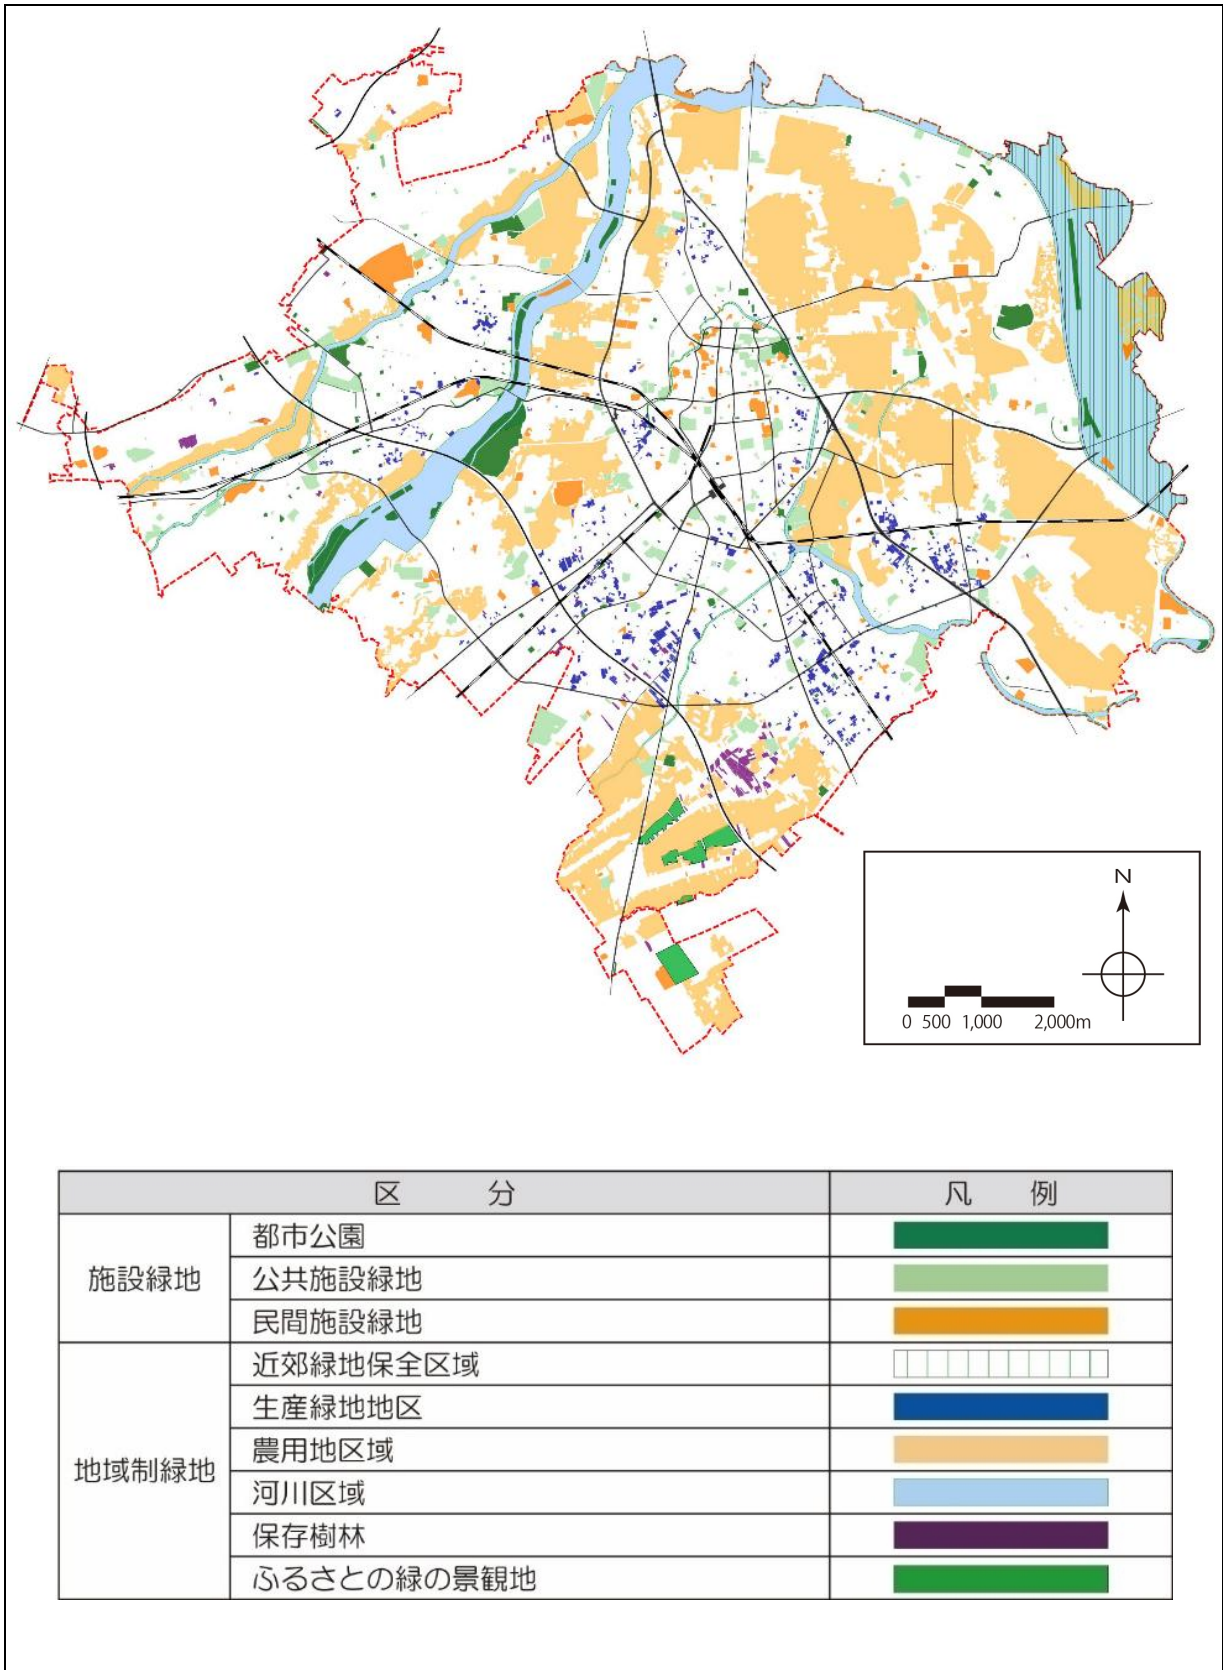 N
0 500 1,000 2,000m
区 分 凡 例
施設緑地
都市公園
公共施設緑地
民間施設緑地
地域制緑地
近郊緑地保全区域
生産緑地地区
農用地区域
河川区域
保存樹林
ふるさとの緑の景観地